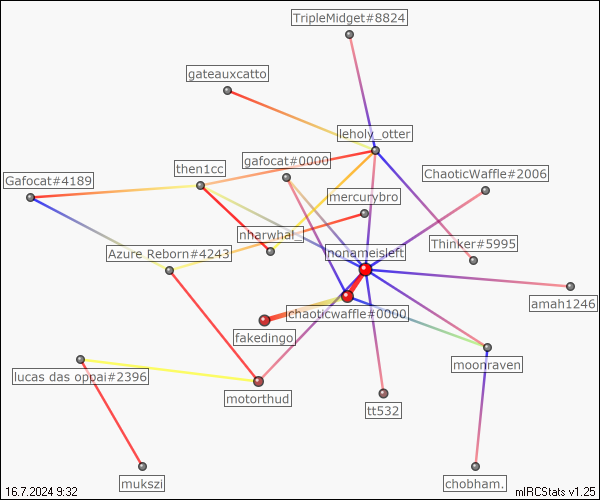 TripleMidget#8824
gateauxcatto
leholy_otter
gafocat#0000
then1cc
ChaoticWaffle#2006
Gafocat#4189
mercurybro
nharwhal_
Thinker#5995
Azure Reborn#4243
nonameisleft
amah1246
chaoticwaffle#0000
fakedingo
moonraven
lucas das oppai#2396
motorthud
tt532
mukszi
chobham.
16.7.2024 9:32
mIRCStats v1.25